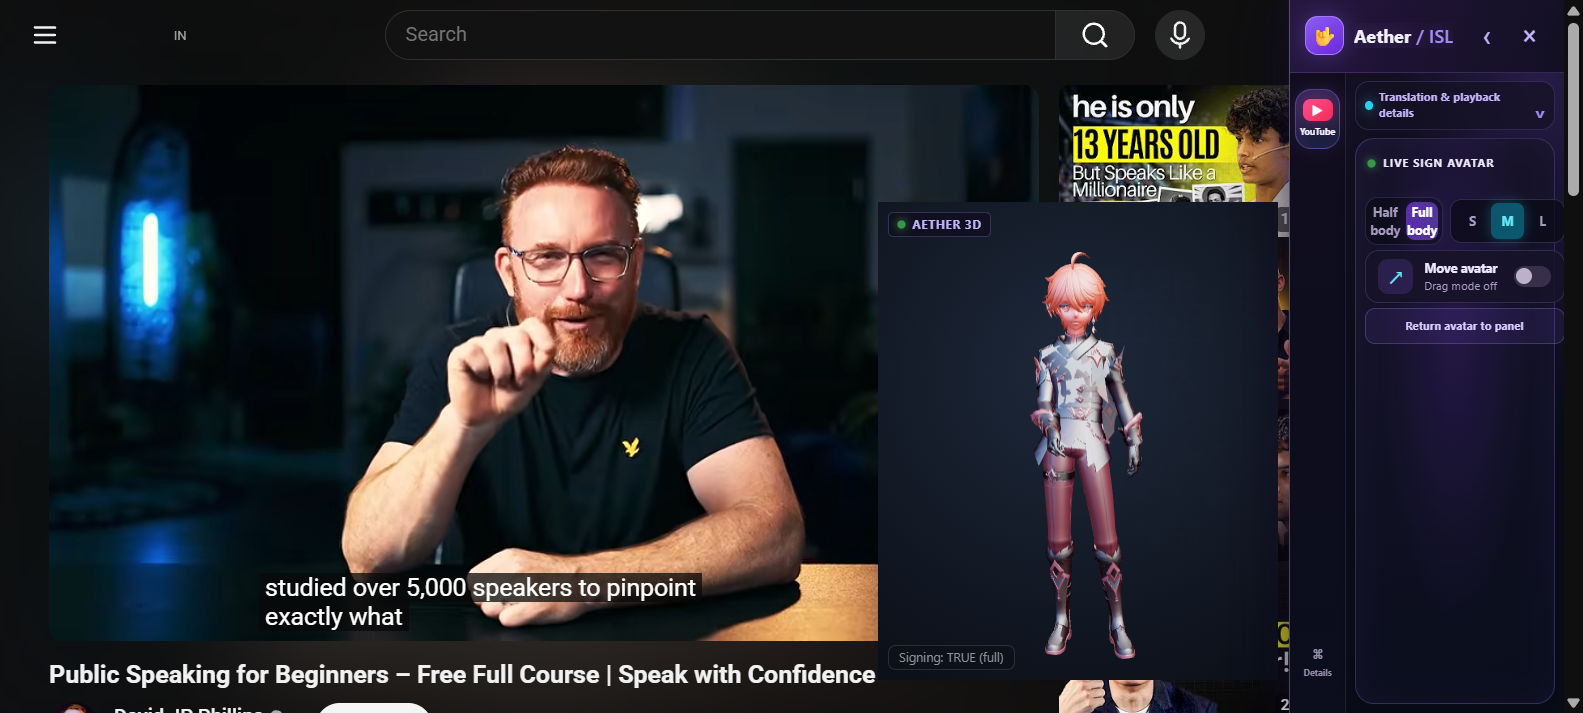 IN
Search
Aether / ISL
YouTube
Translation & playback
details
LIVE SIGN AVATAR
Half
body
Full
body
S
M
L
Move avatar
Drag mode off
Return avatar to panel
Details
he is only
13 YEARS OLD
But Speaks Like a
Millionaire
AETHER 3D
Signing: TRUE (full)
studied over 5,000 speakers to pinpoint
exactly what
Public Speaking for Beginners – Free Full Course | Speak with Confidence